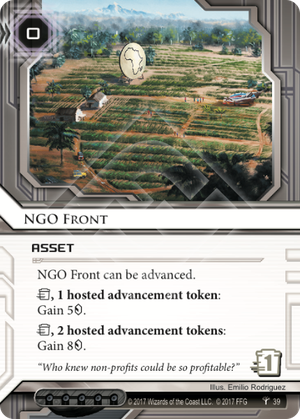 0
NGO Front
ASSET
NGO Front can be advanced.
, 1 hosted advancement token:
Gain 5.
, 2 hosted advancement tokens:
Gain 8.
"Who knew non-profits could be so profitable?"
1
Illus. Emilio Rodriguez
© 2017 Wizards of the Coast LLC. © 2017 FFG 39